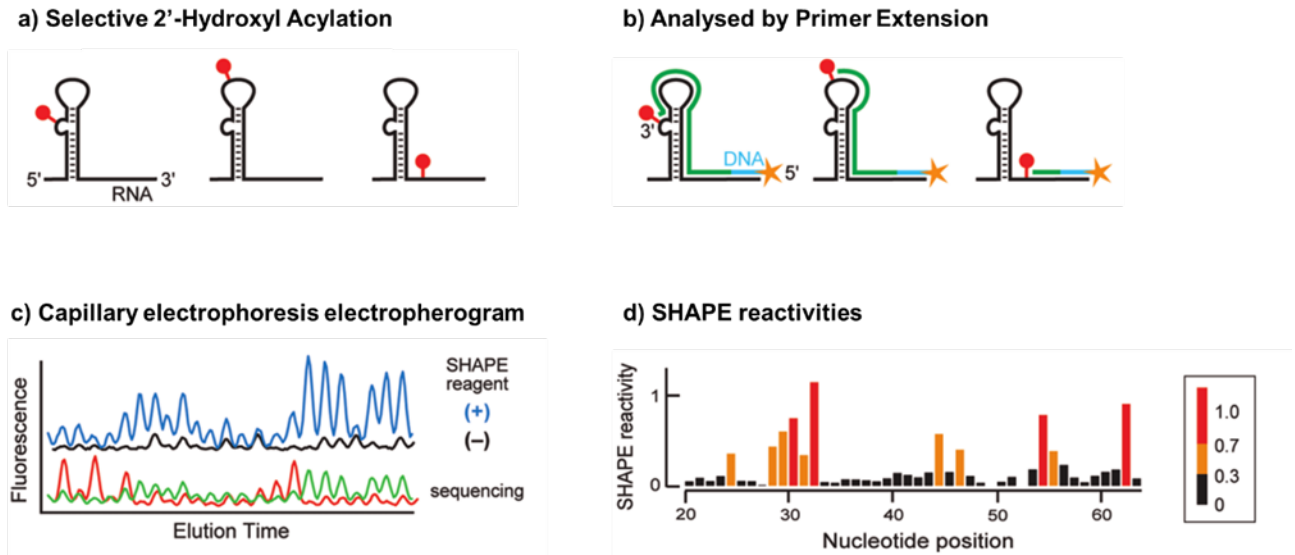 a) Selective 2’-Hydroxyl Acylation
5'
3'
RNA
b) Analysed by Primer Extension
3'
DNA
5'
c) Capillary electrophoresis electropherogram
Fluorescence
SHAPE
reagent
(+)
(−)
sequencing
Elution Time
d) SHAPE reactivities
SHAPE reactivity
1
0
20
30
40
50
60
Nucleotide position
1.0
0.7
0.3
0